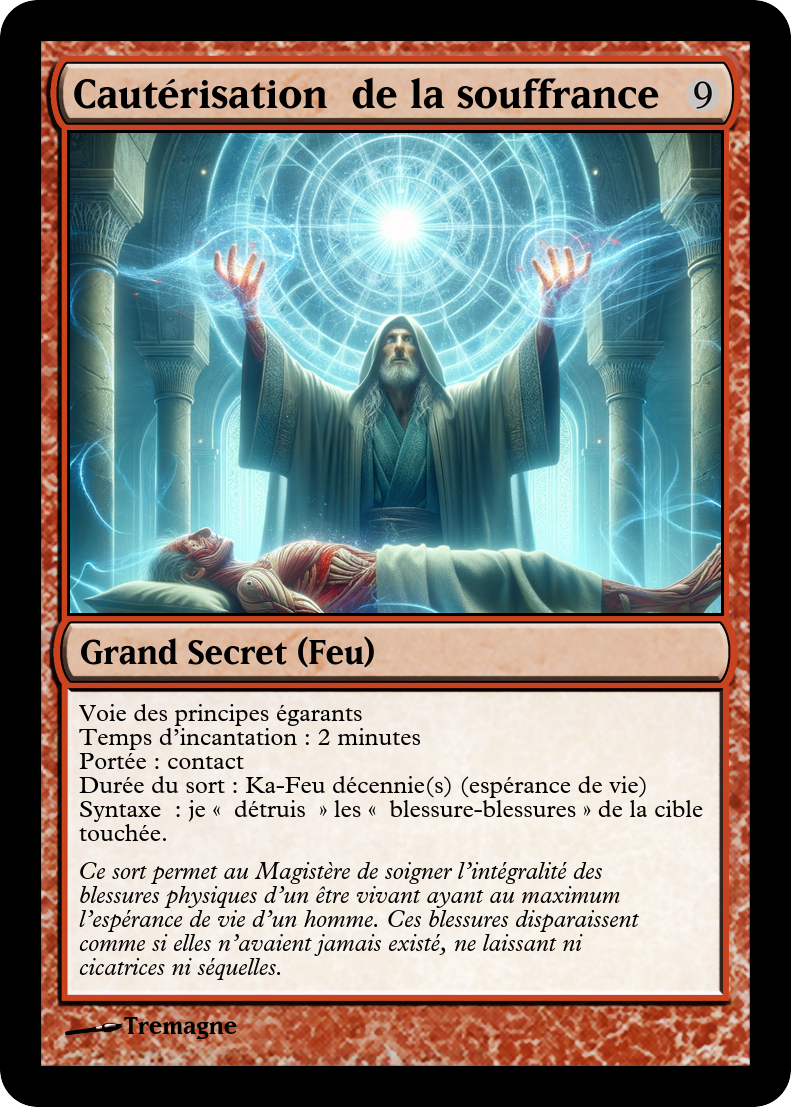 Cautérisation de la souffrance 9
Grand Secret (Feu)
Voie des principes égarants
Temps d'incantation : 2 minutes
Portée : contact
Durée du sort : Ka-Feu décennie(s) (espérance de vie)
Syntaxe : je « détruis » les « blessure-blessures » de la cible
touchée.
Ce sort permet au Magistère de soigner l'intégralité des
blessures physiques d'un être vivant ayant au maximum
l'espérance de vie d'un homme. Ces blessures disparaissent
comme si elles n'avaient jamais existé, ne laissant ni
cicatrices ni séquelles.
Tremagne